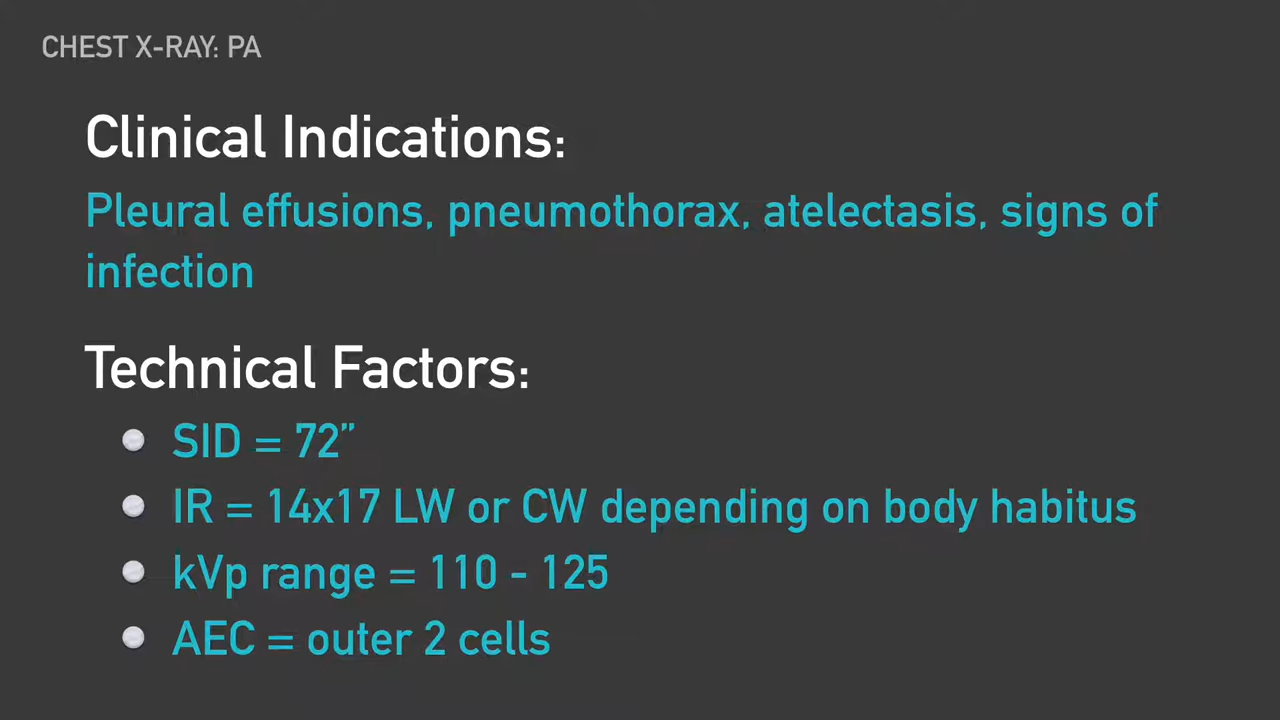 CHEST X-RAY: PA
Clinical Indications:
Pleural effusions, pneumothorax, atelectasis, signs of
infection
Technical Factors:
SID = 72”
IR = 14x17 LW or CW depending on body habitus
kVp range = 110 - 125
AEC = outer 2 cells